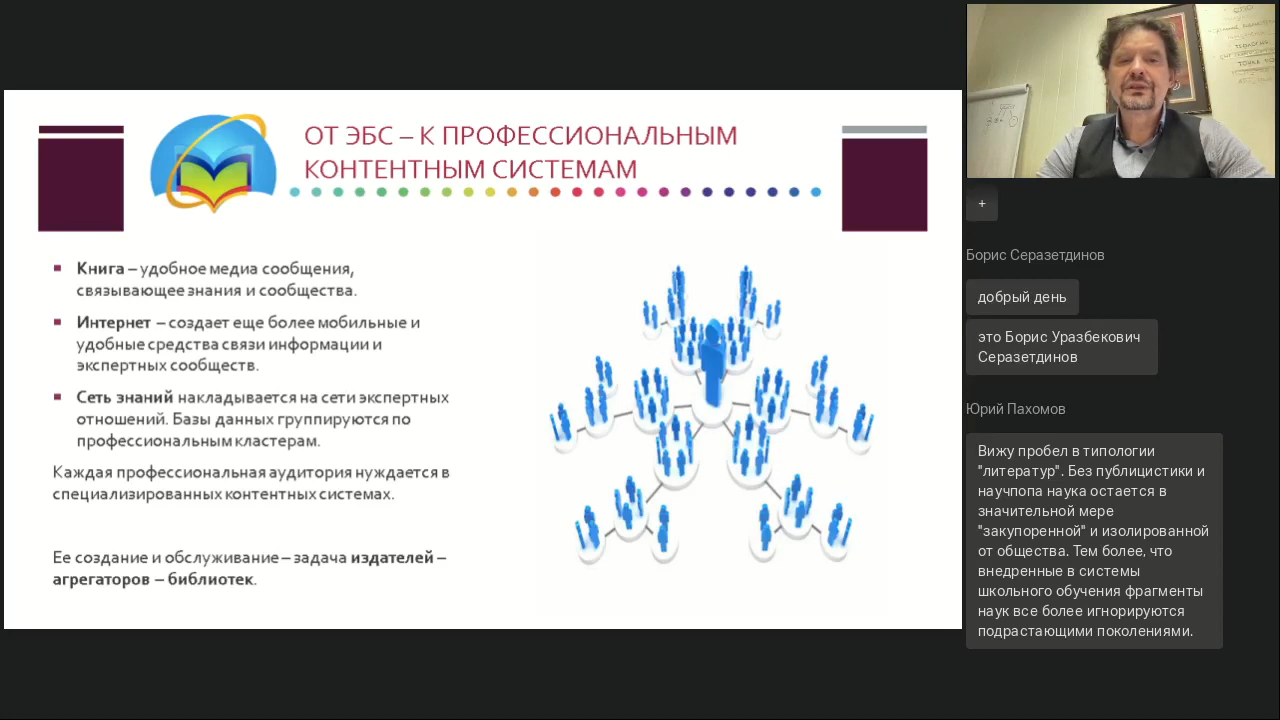 ОТ ЭБС – К ПРОФЕССИОНАЛЬНЫМ
КОНТЕНТНЫМ СИСТЕМАМ
Книга – удобное медиа сообщения,
связывающее знания и сообщества.
Интернет – создает еще более мобильные и
удобные средства связи информации и
экспертных сообществ.
Сеть знаний накладывается на сети экспертных
отношений. Базы данных группируются по
профессиональным кластерам.
Каждая профессиональная аудитория нуждается в
специализированных контентных системах.
Ее создание и обслуживание – задача издателей –
агрегаторов – библиотек.
+
Борис Серазетдинов
добрый день
это Борис Уразбекович
Серазетдинов
Юрий Пахомов
Вижу пробел в типологии
"литератур". Без публицистики и
научпопа наука остается в
значительной мере
"закупоренной" и изолированной
от общества. Тем более, что
внедренные в системы
школьного обучения фрагменты
наук все более игнорируются
подрастающими поколениями.